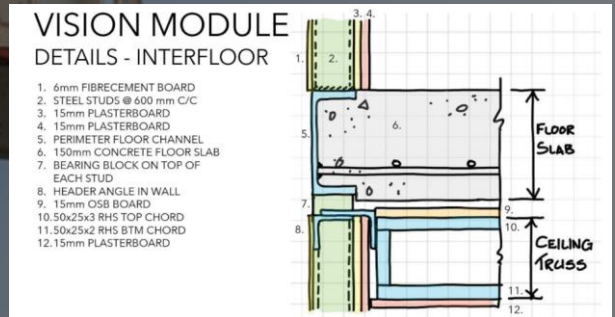 VISION MODULE
DETAILS - INTERFLOOR
1. 6mm FIBRECEMENT BOARD
2. STEEL STUDS @ 600 mm C/C
3. 15mm PLASTERBOARD
4. 15mm PLASTERBOARD
5. PERIMETER FLOOR CHANNEL
6. 150mm CONCRETE FLOOR SLAB
7. BEARING BLOCK ON TOP OF
EACH STUD
8. HEADER ANGLE IN WALL
9. 15mm OSB BOARD
10.50x25x3 RHS TOP CHORD
11.50x25x2 RHS BTM CHORD
12.15mm PLASTERBOARD
3. 4.
1.
2.
5.
6.
FLOOR
SLAB
7.
8.
9.
10.
CEILING
TRUSS
11.
12.